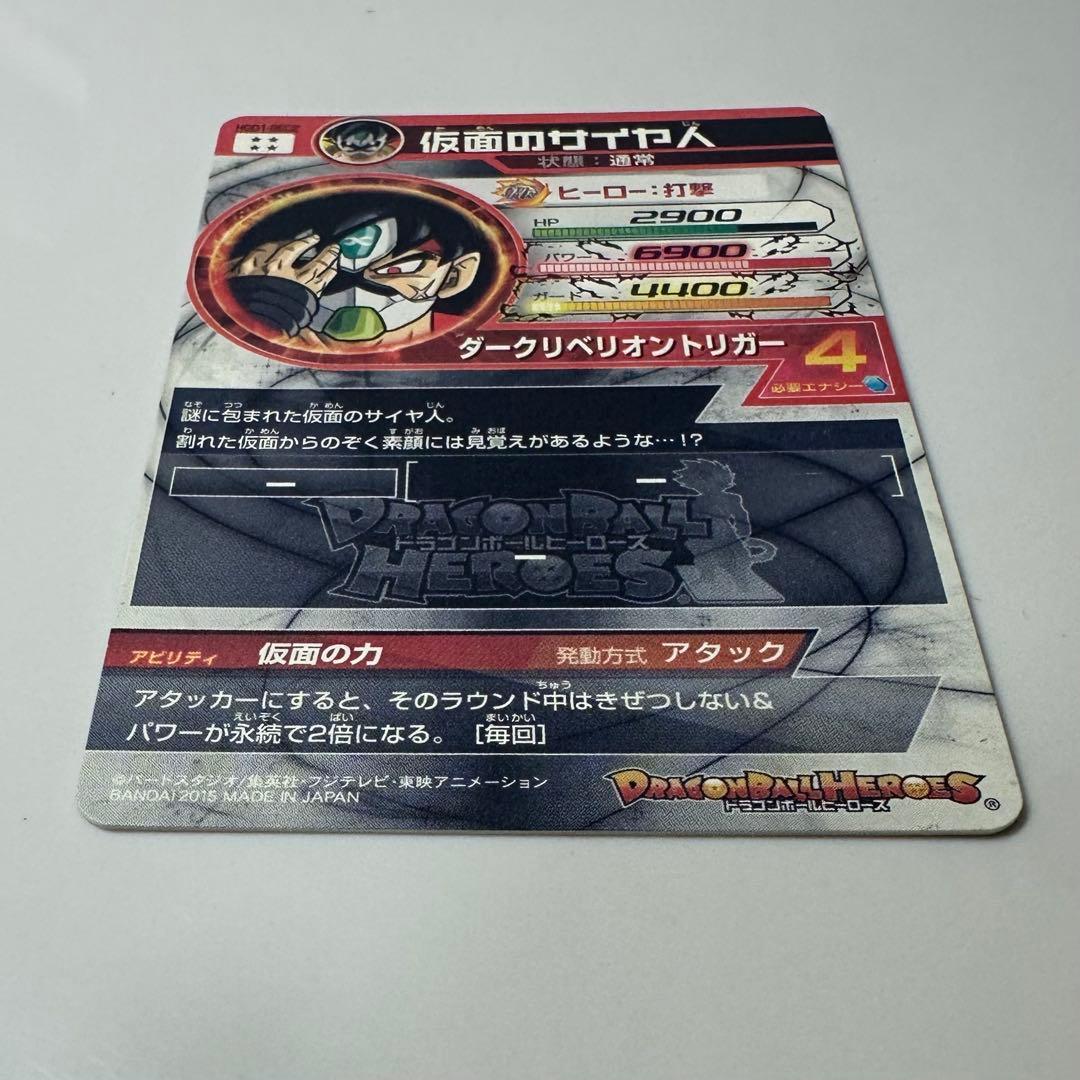 仮面のサイヤ人
状態:通常
ヒーロー:打撃
HP 2900
パワー 6900
ガード 4400
ダークリベリオントリガー
4
必要エナジー
謎に包まれた仮面のサイヤ人。
割れた仮面からのぞく素顔には見覚えがあるような…!?
DRAGONBALL
ドラゴンボールヒーローズ
HEROES
アビリティ 仮面の力 発動方式 アタック
アタッカーにすると、そのラウンド中はきぜつしない&
パワーが永続で2倍になる。 [毎回]
©バードスタジオ/集英社・フジテレビ・東映アニメーション
BANDAI 2015 MADE IN JAPAN
DRAGONBALL HEROES
ドラゴンボールヒーローズ ®